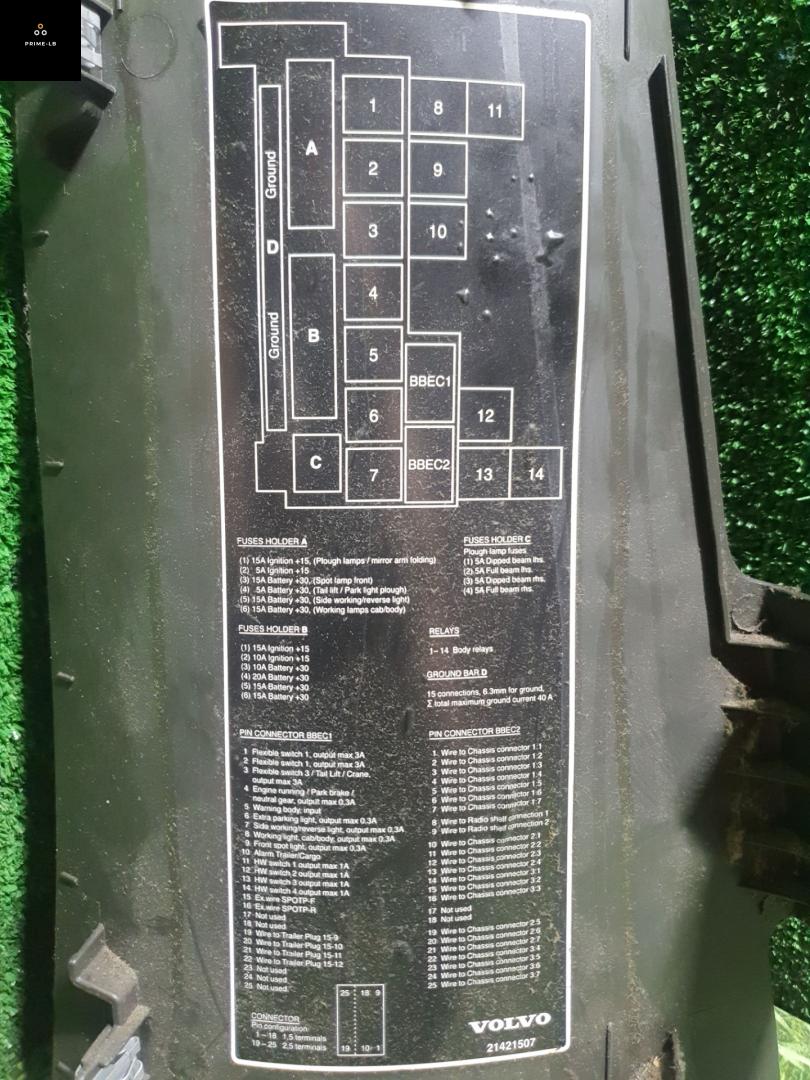 PRIME-LB
1 8 11
A
2 9
Ground
3 10
D
4
Ground
B
5
BBEC1
6 12
C
BBEC2
7 13 14
FUSES HOLDER A
(1) 15A Ignition +15, (Plough lamps / mirror arm folding)
(2) 5A Ignition +15
(3) 15A Battery +30, (Spot lamp front)
(4) 5A Battery +30, (Tail lift / Park light plough)
(5) 15A Battery +30, (Side working/reverse light)
(6) 15A Battery +30, (Working lamps cab/body)
FUSES HOLDER C
Plough lamp fuses
(1) 5A Dipped beam lhs.
(2) 5A Full beam lhs.
(3) 5A Dipped beam rhs.
(4) 5A Full beam rhs.
FUSES HOLDER B
(1) 15A Ignition +15
(2) 10A Ignition +15
(3) 10A Battery +30
(4) 20A Battery +30
(5) 15A Battery +30
(6) 15A Battery +30
RELAYS
1–14 Body relays
GROUND BAR D
15 connections, 6.3mm for ground,
Σ total maximum ground current 40 A
PIN CONNECTOR BBEC1
1 Flexible switch 1, output max 3A
2 Flexible switch 1, output max 3A
3 Flexible switch 3 / Tail Lift / Crane,
output max 3A
4 Engine running / Park brake /
neutral gear, output max 0.3A
5 Warning body, input
6 Extra parking light, output max 0.3A
7 Side working/reverse light, output max 0.3A
8 Working light, cab/body, output max 0.3A
9 Front spot light, output max 0.3A
10 Alarm Trailer/Cargo
11 HW switch 1 output max 1A
12 HW switch 2 output max 1A
13 HW switch 3 output max 1A
14 HW switch 4 output max 1A
15 Ex.wire SPOTP-F
16 Ex.wire SPOTP-R
17 Not used
18 Not used
19 Wire to Trailer Plug 15-9
20 Wire to Trailer Plug 15-10
21 Wire to Trailer Plug 15-11
22 Wire to Trailer Plug 15-12
23 Not used
24 Not used
25 Not used
PIN CONNECTOR BBEC2
1 Wire to Chassis connector 1:1
2 Wire to Chassis connector 1:2
3 Wire to Chassis connector 1:3
4 Wire to Chassis connector 1:4
5 Wire to Chassis connector 1:5
6 Wire to Chassis connector 1:6
7 Wire to Chassis connector 1:7
8 Wire to Radio shelf connection 1
9 Wire to Radio shelf connection 2
10 Wire to Chassis connector 2:1
11 Wire to Chassis connector 2:2
12 Wire to Chassis connector 2:3
13 Wire to Chassis connector 2:4
14 Wire to Chassis connector 3:1
15 Wire to Chassis connector 3:2
16 Wire to Chassis connector 3:3
17 Not used
18 Not used
19 Wire to Chassis connector 2:5
20 Wire to Chassis connector 2:6
21 Wire to Chassis connector 2:7
22 Wire to Chassis connector 3:4
23 Wire to Chassis connector 3:5
24 Wire to Chassis connector 3:6
25 Wire to Chassis connector 3:7
CONNECTOR
Pin configuration
1 – 18 1,5 terminals
19 – 25 2,5 terminals
25 18 9
19 10 1
VOLVO
21421507